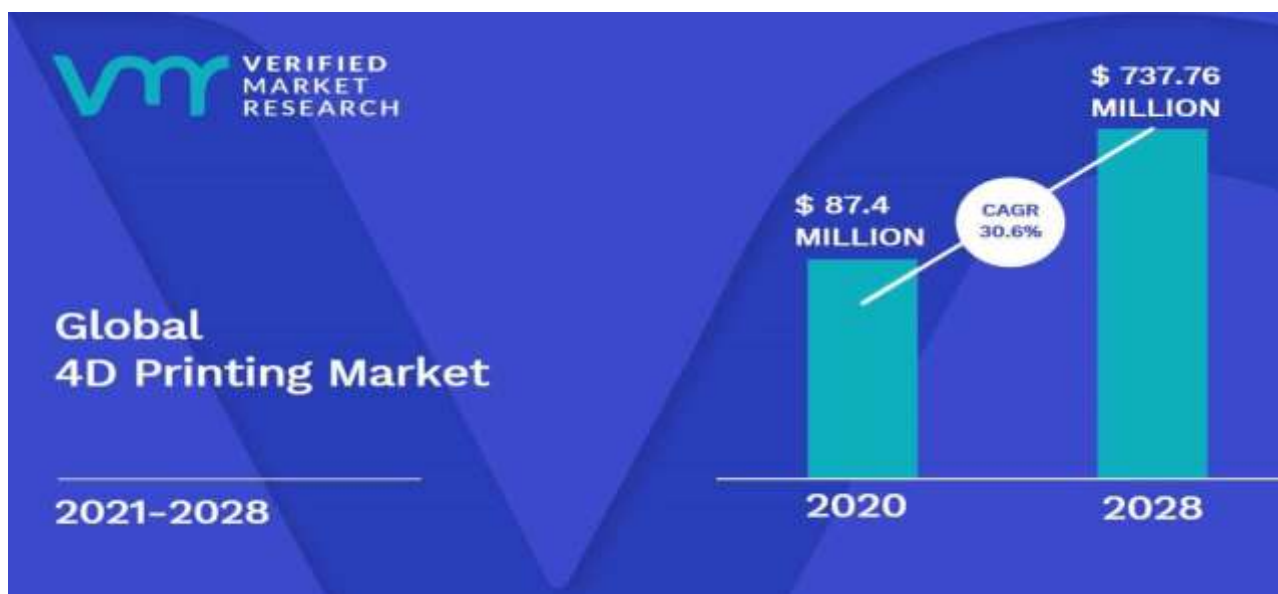 vmr
VERIFIED
MARKET
RESEARCH
$ 737.76
MILLION
$ 87.4
MILLION
CAGR
30.6%
Global
4D Printing Market
2021-2028
2020
2028